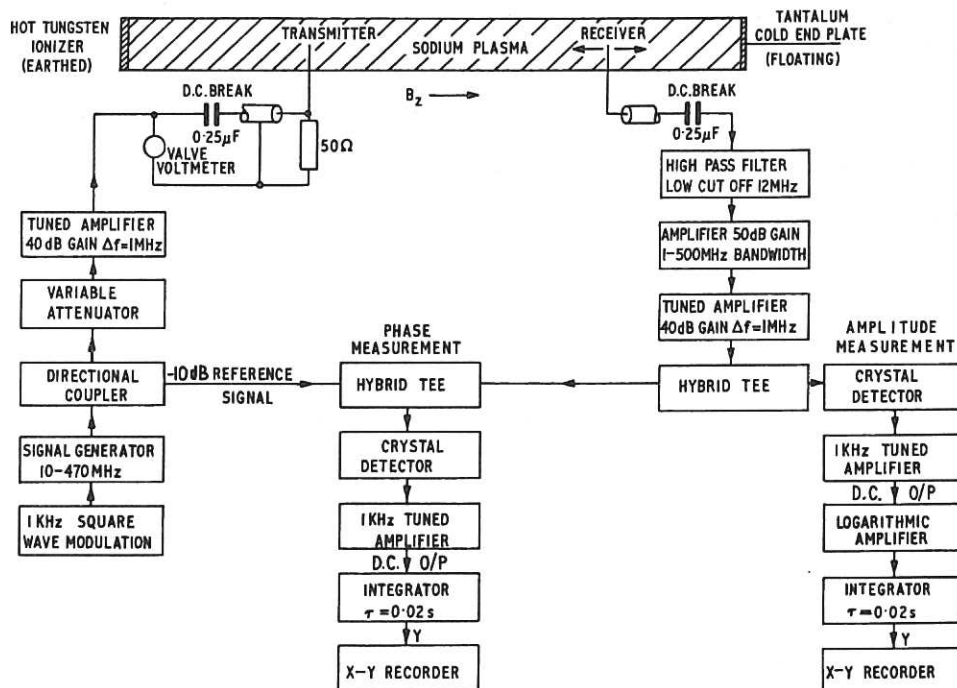 HOT TUNGSTEN
IONIZER
(EARTHED)
TRANSMITTER
SODIUM PLASMA
RECEIVER
TANTALUM
COLD END PLATE
(FLOATING)
D.C. BREAK
0·25µF
VALVE
VOLTMETER
50Ω
B_z
D.C. BREAK
0·25µF
HIGH PASS FILTER
LOW CUT OFF 12MHz
TUNED AMPLIFIER
40dB GAIN Δf=1MHz
AMPLIFIER 50dB GAIN
1-500MHz BANDWIDTH
VARIABLE
ATTENUATOR
TUNED AMPLIFIER
40dB GAIN Δf=1MHz
PHASE
MEASUREMENT
AMPLITUDE
MEASUREMENT
DIRECTIONAL
COUPLER
-10dB REFERENCE
SIGNAL
HYBRID TEE
HYBRID TEE
CRYSTAL
DETECTOR
SIGNAL GENERATOR
10-470MHz
CRYSTAL
DETECTOR
1KHz TUNED
AMPLIFIER
D.C. O/P
1KHz SQUARE
WAVE MODULATION
1KHz TUNED
AMPLIFIER
D.C. O/P
LOGARITHMIC
AMPLIFIER
INTEGRATOR
τ=0·02s
Y
X-Y RECORDER
INTEGRATOR
τ=0·02s
Y
X-Y RECORDER